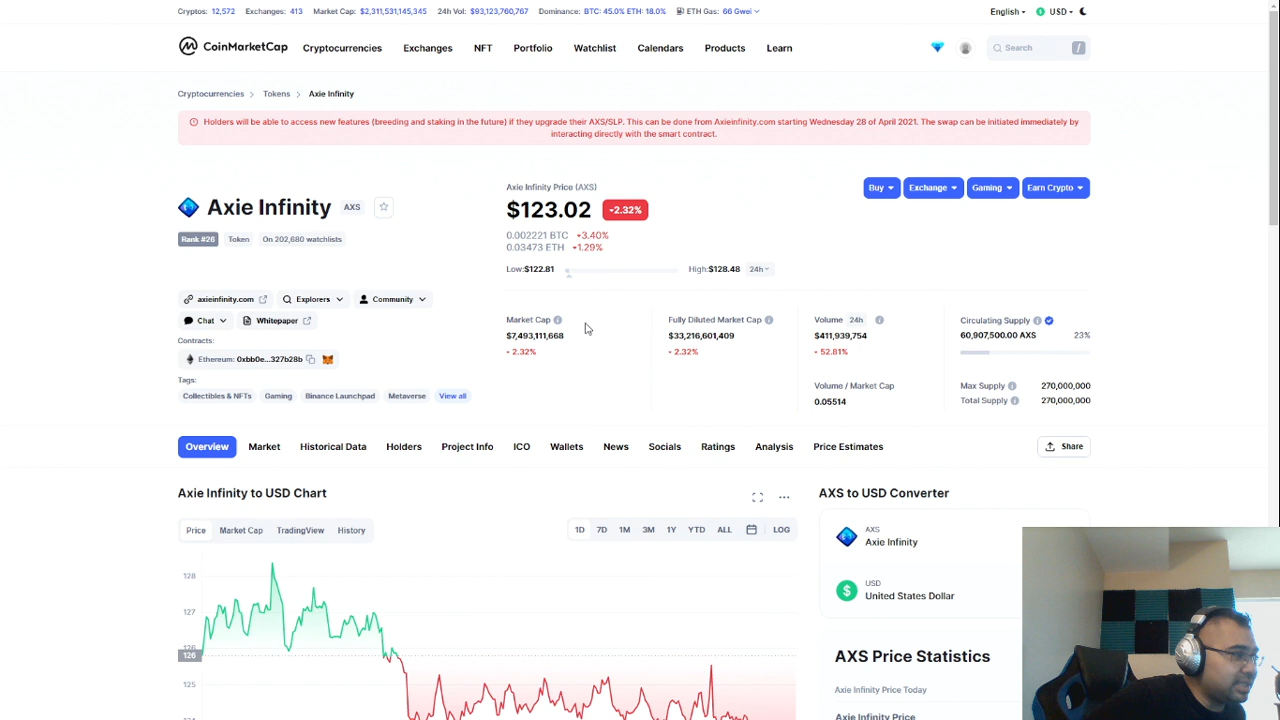 Cryptos: 12,572 Exchanges: 413 Market Cap: $2,311,531,145,345 24h Vol: $93,123,760,767 Dominance: BTC: 45.0% ETH: 18.0% ETH Gas: 66 Gwei English USD
CoinMarketCap Cryptocurrencies Exchanges NFT Portfolio Watchlist Calendars Products Learn Search /
Cryptocurrencies > Tokens > Axie Infinity
Holders will be able to access new features (breeding and staking in the future) if they upgrade their AXS/SLP. This can be done from Axieinfinity.com starting Wednesday 28 of April 2021. The swap can be initiated immediately by
interacting directly with the smart contract.
Axie Infinity Price (AXS)
Buy Exchange Gaming Earn Crypto
Axie Infinity AXS
$123.02 -2.32%
Rank #26 Token On 202,680 watchlists
0.002221 BTC 3.40%
0.03473 ETH 1.29%
Low:$122.81 High:$128.48 24h
axieinfinity.com Explorers Community
Chat Whitepaper
Market Cap Fully Diluted Market Cap Volume 24h Circulating Supply
$7,493,111,668 $33,216,601,409 $411,939,754 60,907,500.00 AXS 23%
- 2.32% - 2.32% - 52.81%
Contracts:
Ethereum: 0xbb0e...327b28b
Tags:
Collectibles & NFTs Gaming Binance Launchpad Metaverse View all
Volume / Market Cap
0.05514
Max Supply 270,000,000
Total Supply 270,000,000
Overview Market Historical Data Holders Project Info ICO Wallets News Socials Ratings Analysis Price Estimates Share
Axie Infinity to USD Chart
Price Market Cap TradingView History 1D 7D 1M 3M 1Y YTD ALL LOG
128
127
126
125
AXS to USD Converter
AXS
Axie Infinity
USD
United States Dollar
AXS Price Statistics
Axie Infinity Price Today
Axie Infinity Price